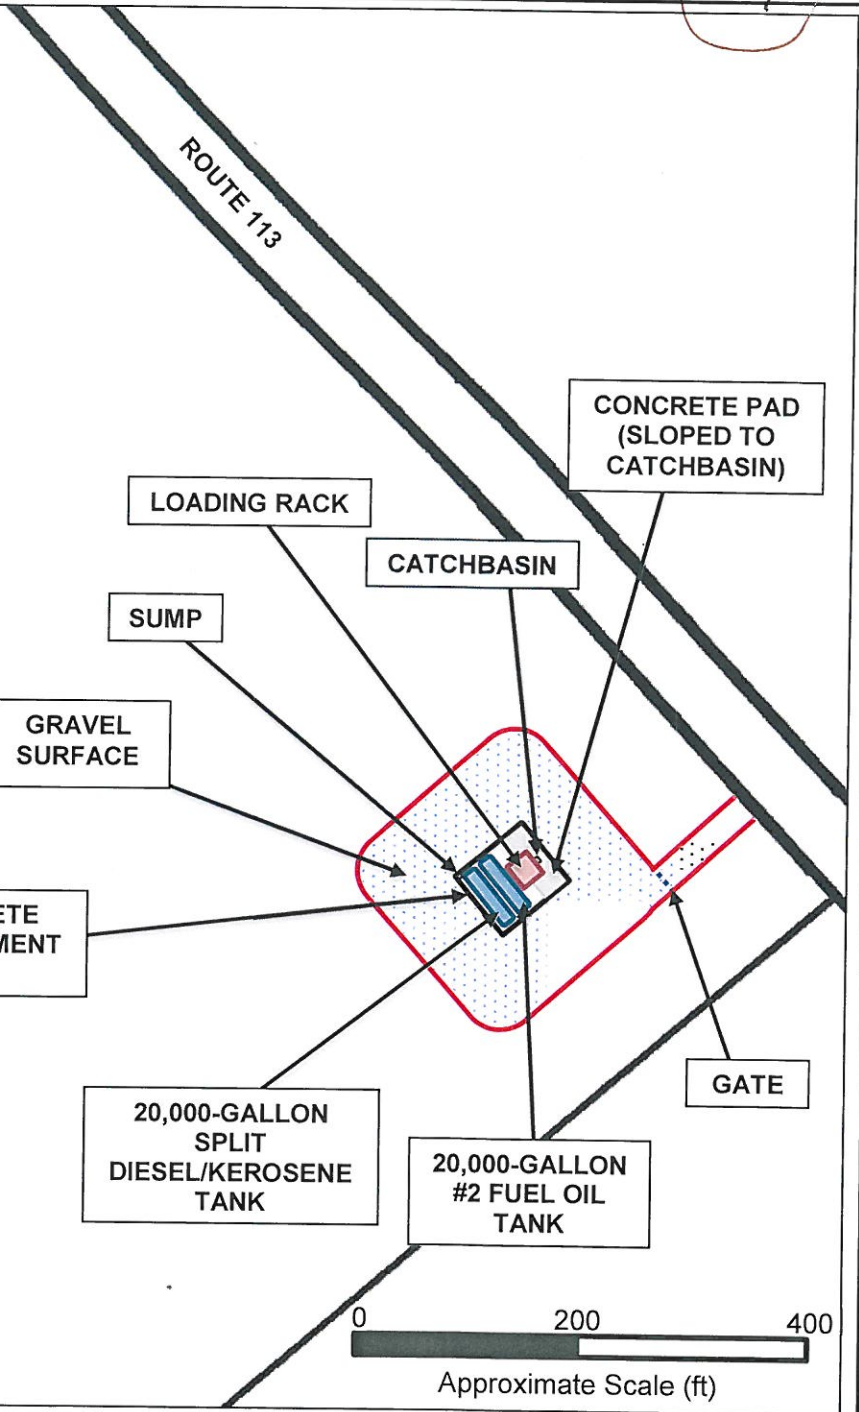 ROUTE 113
CONCRETE PAD
(SLOPED TO
CATCHBASIN)
LOADING RACK
CATCHBASIN
SUMP
GRAVEL
SURFACE
ETE
MENT
GATE
20,000-GALLON
SPLIT
DIESEL/KEROSENE
TANK
20,000-GALLON
#2 FUEL OIL
TANK
0 200 400
Approximate Scale (ft)